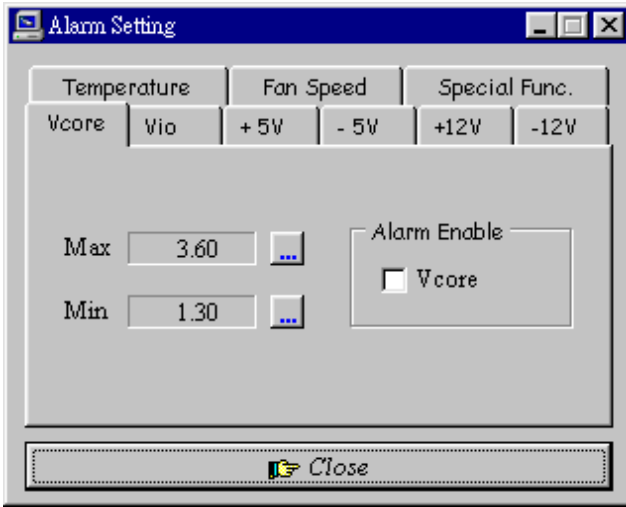 Alarm Setting
Temperature Fan Speed Special Func.
Vcore Vio + 5V - 5V +12V -12V
Alarm Enable
Max 3.60 ...
Vcore
Min 1.30 ...
Close